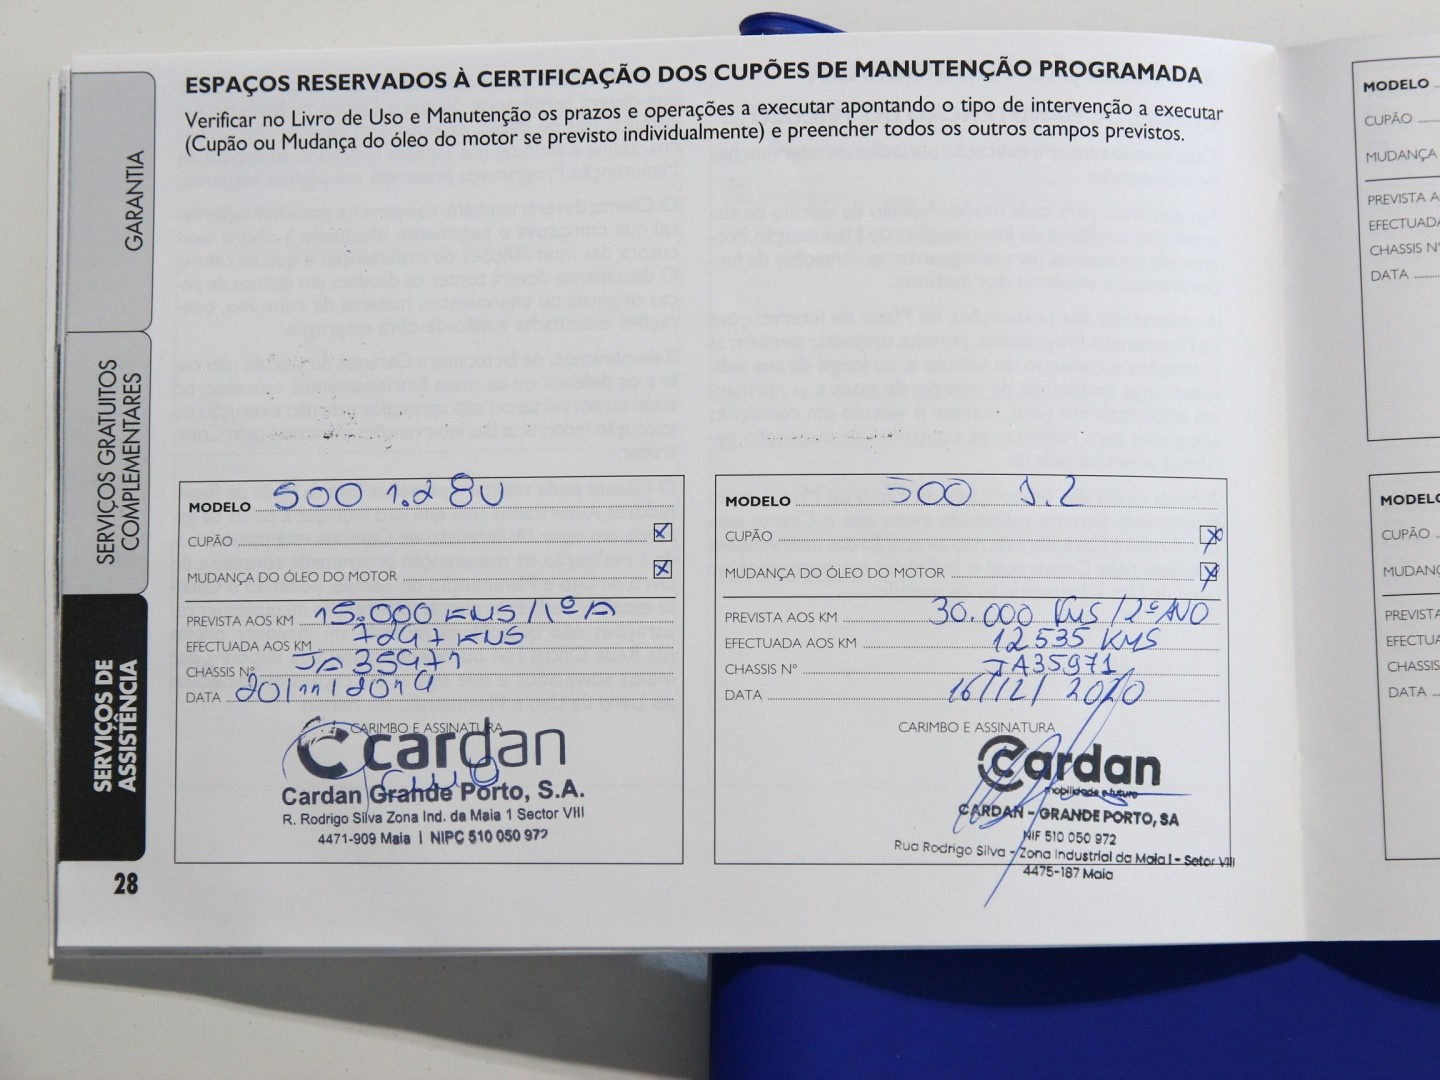 ESPAÇOS RESERVADOS À CERTIFICAÇÃO DOS CUPÕES DE MANUTENÇÃO PROGRAMADA
Verificar no Livro de Uso e Manutenção os prazos e operações a executar apontando o tipo de intervenção a executar
(Cupão ou Mudança do óleo do motor se previsto individualmente) e preencher todos os outros campos previstos.
GARANTIA
SERVIÇOS GRATUITOS
COMPLEMENTARES
SERVIÇOS DE
ASSISTÊNCIA
28
MODELO 500 1.2 8U
CUPÃO X
MUDANÇA DO ÓLEO DO MOTOR X
PREVISTA AOS KM 15.000 KMS/1º A
EFECTUADA AOS KM 7247 KMS
CHASSIS Nº JA35971
DATA 20/11/2019
CARIMBO E ASSINATURA
cardan
Cardan Grande Porto, S.A.
R. Rodrigo Silva Zona Ind. da Maia 1 Sector VIII
4471-909 Maia | NIPC 510 050 972
MODELO 500 1.2
CUPÃO X
MUDANÇA DO ÓLEO DO MOTOR X
PREVISTA AOS KM 30.000 KMS/2º ANO
EFECTUADA AOS KM 12535 KMS
CHASSIS Nº JA35971
DATA 16/12/2020
CARIMBO E ASSINATURA
Cardan
mobilidade e futuro
CARDAN - GRANDE PORTO, SA
NIF 510 050 972
Rua Rodrigo Silva - Zona Industrial da Maia I - Setor VIII
4475-187 Maia
MODELO
CUPÃO
MUDANÇA
PREVISTA A
EFECTUADA
CHASSIS Nº
DATA
MODELO
CUPÃO
MUDANÇ
PREVIST
EFECTUA
CHASSIS
DATA